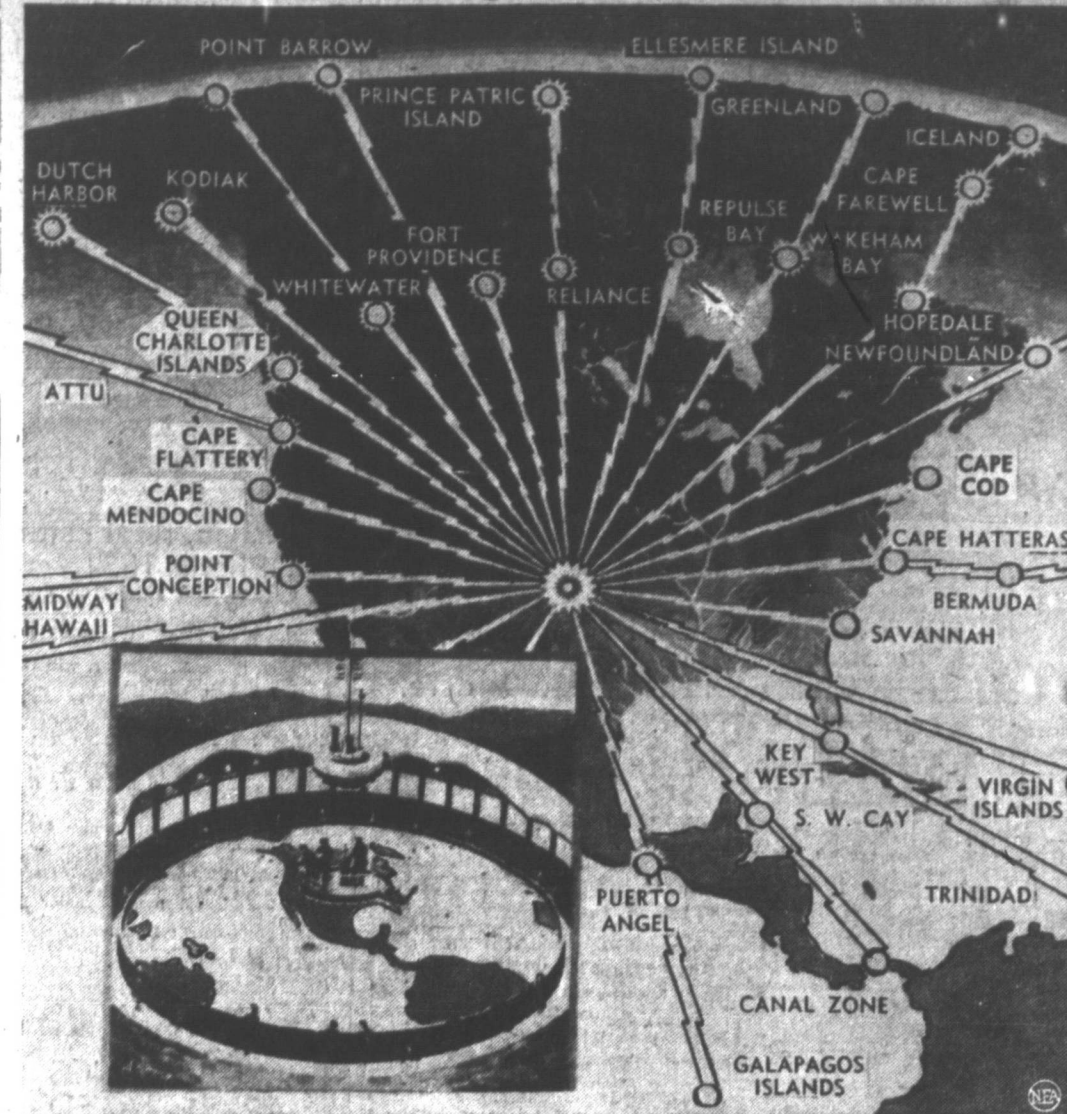 POINT BARROW
ELLESMERE ISLAND
PRINCE PATRIC
ISLAND
GREENLAND
ICELAND
DUTCH
HARBOR
KODIAK
CAPE
FAREWELL
REPULSE
BAY
WAKEHAM
BAY
FORT
PROVIDENCE
WHITEWATER
RELIANCE
HOPEDALE
QUEEN
CHARLOTTE
ISLANDS
NEWFOUNDLAND
ATTU
CAPE
FLATTERY
CAPE
COD
CAPE
MENDOCINO
CAPE HATTERAS
POINT
CONCEPTION
MIDWAY
HAWAII
BERMUDA
SAVANNAH
KEY
WEST
VIRGIN
ISLANDS
S. W. CAY
TRINIDAD
PUERTO
ANGEL
CANAL ZONE
GALAPAGOS
ISLANDS
NEA